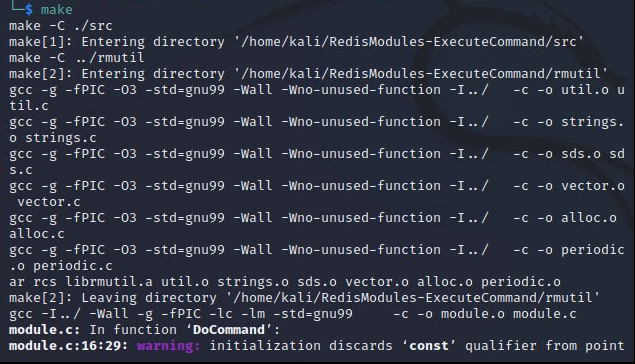 └─$ make
make -C ./src
make[1]: Entering directory '/home/kali/RedisModules-ExecuteCommand/src'
make -C ../rmutil
make[2]: Entering directory '/home/kali/RedisModules-ExecuteCommand/rmutil'
gcc -g -fPIC -O3 -std=gnu99 -Wall -Wno-unused-function -I../   -c -o util.o u
til.c
gcc -g -fPIC -O3 -std=gnu99 -Wall -Wno-unused-function -I../   -c -o strings.
o strings.c
gcc -g -fPIC -O3 -std=gnu99 -Wall -Wno-unused-function -I../   -c -o sds.o sd
s.c
gcc -g -fPIC -O3 -std=gnu99 -Wall -Wno-unused-function -I../   -c -o vector.o
 vector.c
gcc -g -fPIC -O3 -std=gnu99 -Wall -Wno-unused-function -I../   -c -o alloc.o
alloc.c
gcc -g -fPIC -O3 -std=gnu99 -Wall -Wno-unused-function -I../   -c -o periodic
.o periodic.c
ar rcs librmutil.a util.o strings.o sds.o vector.o alloc.o periodic.o
make[2]: Leaving directory '/home/kali/RedisModules-ExecuteCommand/rmutil'
gcc -I../ -Wall -g -fPIC -lc -lm -std=gnu99     -c -o module.o module.c
module.c: In function ‘DoCommand’:
module.c:16:29: warning: initialization discards ‘const’ qualifier from point